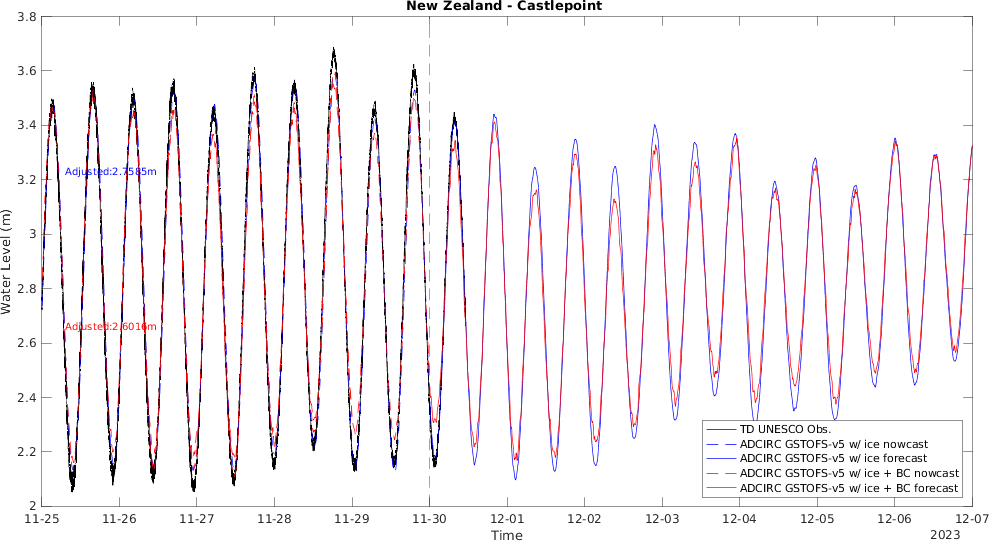 New Zealand - Castlepoint
3.8
3.6
3.4
3.2
3
2.8
2.6
2.4
2.2
2
Water Level (m)
Adjusted:2.7585m
Adjusted:2.6016m
TD UNESCO Obs.
ADCIRC GSTOFS-v5 w/ ice nowcast
ADCIRC GSTOFS-v5 w/ ice forecast
ADCIRC GSTOFS-v5 w/ ice + BC nowcast
ADCIRC GSTOFS-v5 w/ ice + BC forecast
11-25 11-26 11-27 11-28 11-29 11-30 12-01 12-02 12-03 12-04 12-05 12-06 12-07
Time
2023